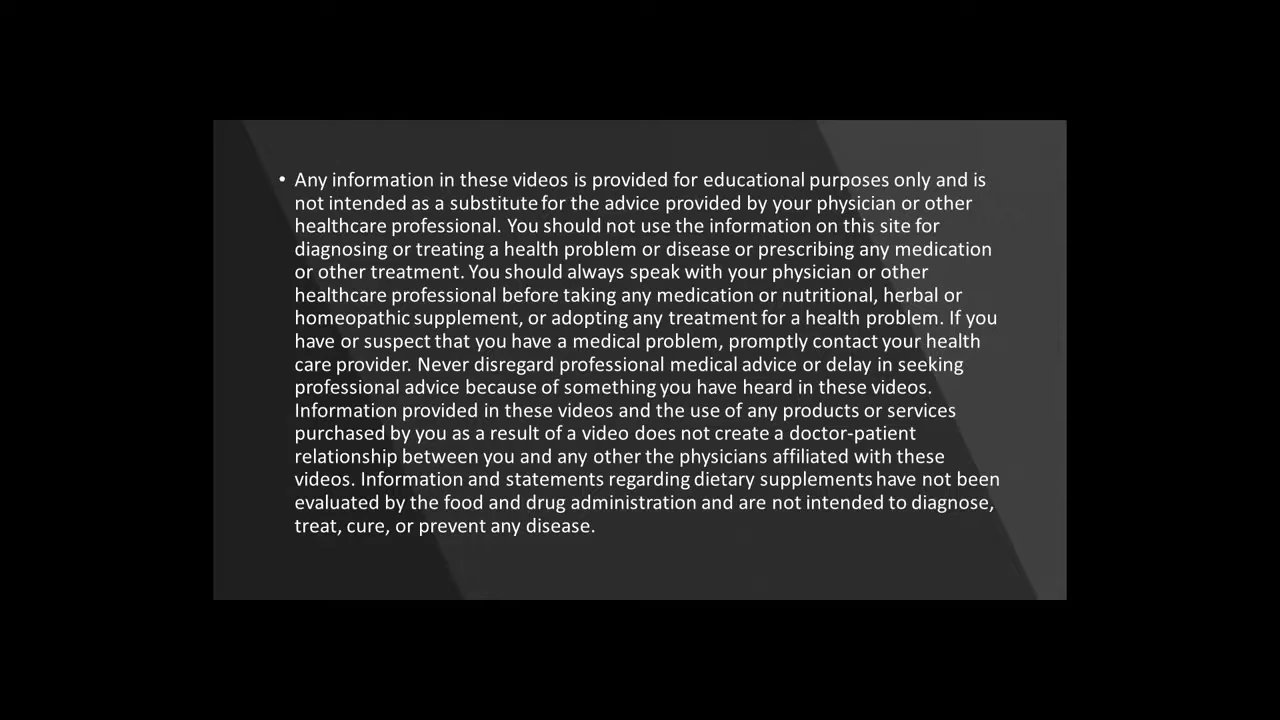 • Any information in these videos is provided for educational purposes only and is
not intended as a substitute for the advice provided by your physician or other
healthcare professional. You should not use the information on this site for
diagnosing or treating a health problem or disease or prescribing any medication
or other treatment. You should always speak with your physician or other
healthcare professional before taking any medication or nutritional, herbal or
homeopathic supplement, or adopting any treatment for a health problem. If you
have or suspect that you have a medical problem, promptly contact your health
care provider. Never disregard professional medical advice or delay in seeking
professional advice because of something you have heard in these videos.
Information provided in these videos and the use of any products or services
purchased by you as a result of a video does not create a doctor-patient
relationship between you and any other the physicians affiliated with these
videos. Information and statements regarding dietary supplements have not been
evaluated by the food and drug administration and are not intended to diagnose,
treat, cure, or prevent any disease.